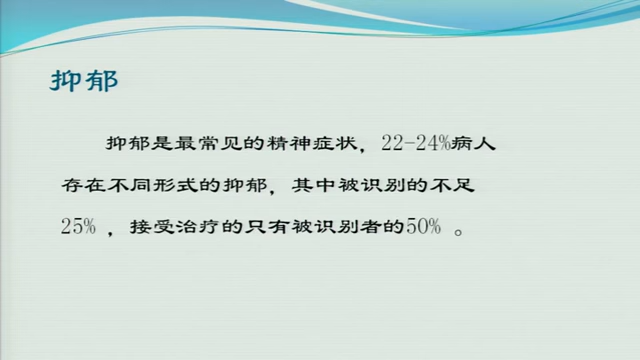 抑郁
抑郁是最常见的精神症状，22-24%病人
存在不同形式的抑郁，其中被识别的不足
25% ，接受治疗的只有被识别者的50% 。